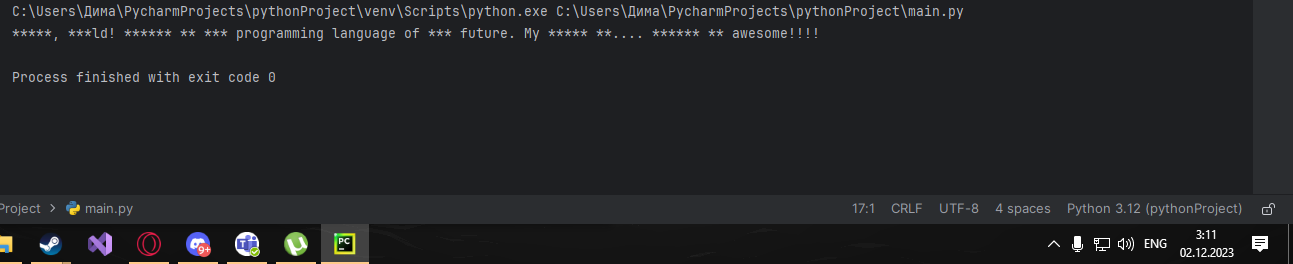 C:\Users\Дима\PycharmProjects\pythonProject\venv\Scripts\python.exe C:\Users\Дима\PycharmProjects\pythonProject\main.py
*****, ***ld! ****** ** *** programming language of *** future. My ***** **.... ****** ** awesome!!!!
Process finished with exit code 0
Project > main.py 17:1 CRLF UTF-8 4 spaces Python 3.12 (pythonProject)
9+ PC ENG 3:11
02.12.2023